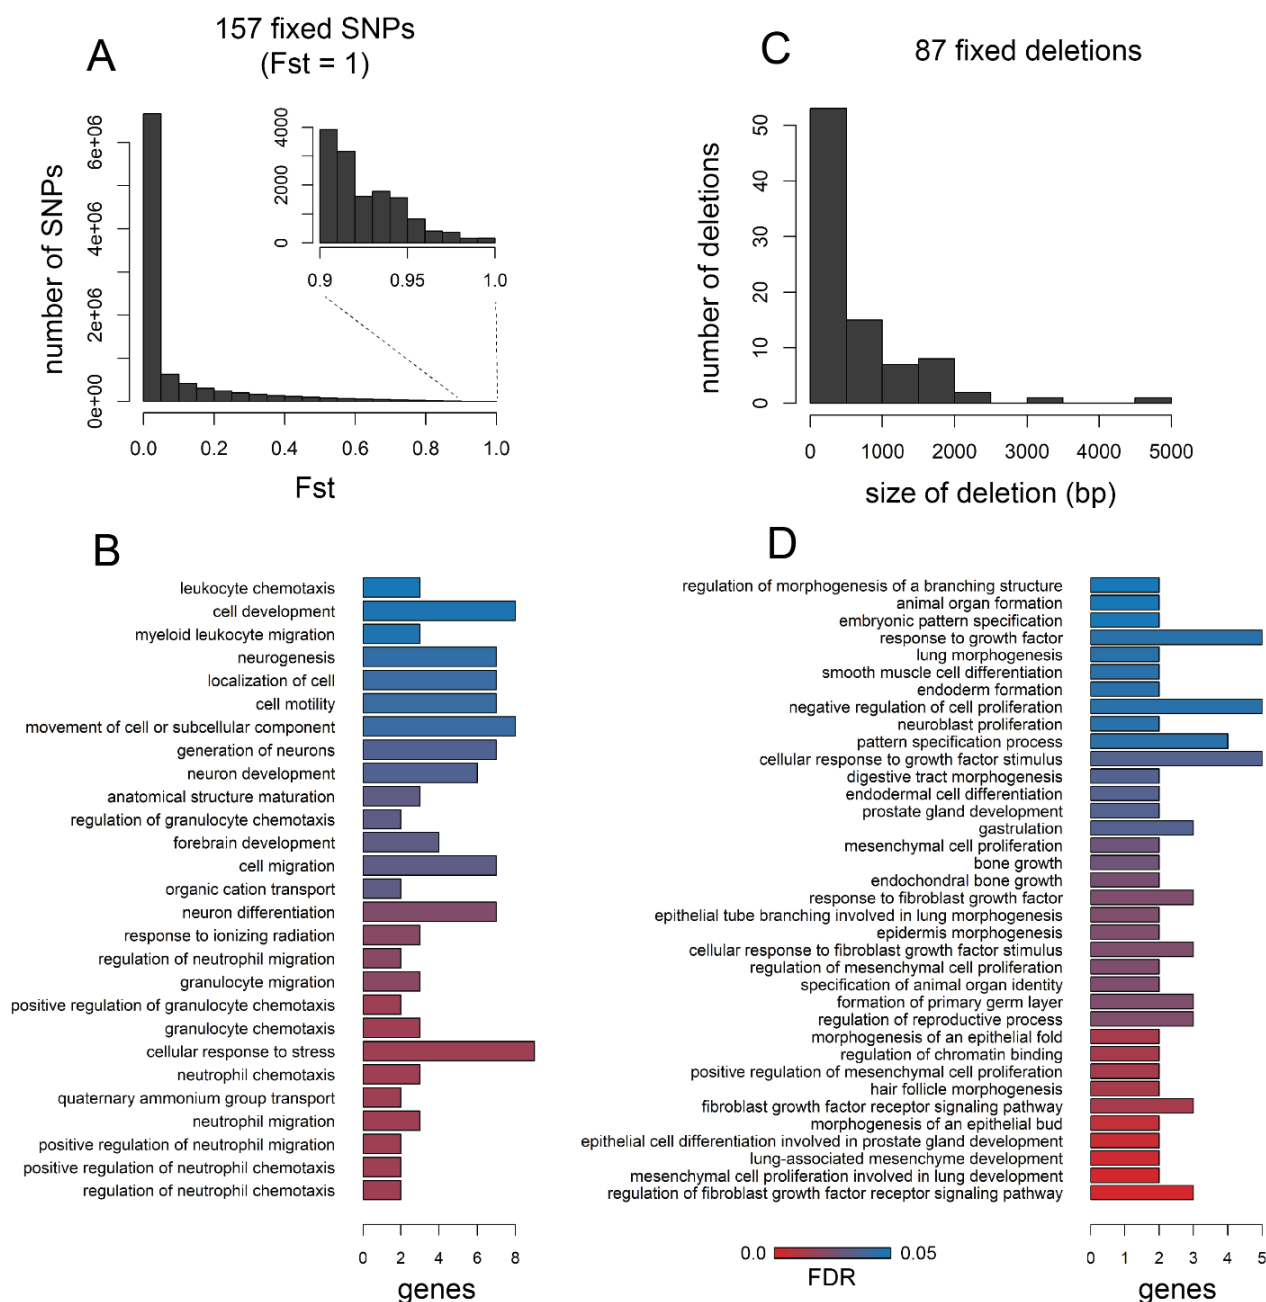 A
157 fixed SNPs
(Fst = 1)
number of SNPs
0e+00
2e+06
4e+06
6e+06
0.0
0.2
0.4
0.6
0.8
1.0
Fst
0
2000
4000
0.9
0.95
1.0
C
87 fixed deletions
number of deletions
0
10
20
30
40
50
0
1000
2000
3000
4000
5000
size of deletion (bp)
B
leukocyte chemotaxis
cell development
myeloid leukocyte migration
neurogenesis
localization of cell
cell motility
movement of cell or subcellular component
generation of neurons
neuron development
anatomical structure maturation
regulation of granulocyte chemotaxis
forebrain development
cell migration
organic cation transport
neuron differentiation
response to ionizing radiation
regulation of neutrophil migration
granulocyte migration
positive regulation of granulocyte chemotaxis
granulocyte chemotaxis
cellular response to stress
neutrophil chemotaxis
quaternary ammonium group transport
neutrophil migration
positive regulation of neutrophil migration
positive regulation of neutrophil chemotaxis
regulation of neutrophil chemotaxis
0
2
4
6
8
genes
D
regulation of morphogenesis of a branching structure
animal organ formation
embryonic pattern specification
response to growth factor
lung morphogenesis
smooth muscle cell differentiation
endoderm formation
negative regulation of cell proliferation
neuroblast proliferation
pattern specification process
cellular response to growth factor stimulus
digestive tract morphogenesis
endodermal cell differentiation
prostate gland development
gastrulation
mesenchymal cell proliferation
bone growth
endochondral bone growth
response to fibroblast growth factor
epithelial tube branching involved in lung morphogenesis
epidermis morphogenesis
cellular response to fibroblast growth factor stimulus
regulation of mesenchymal cell proliferation
specification of animal organ identity
formation of primary germ layer
regulation of reproductive process
morphogenesis of an epithelial fold
regulation of chromatin binding
positive regulation of mesenchymal cell proliferation
hair follicle morphogenesis
fibroblast growth factor receptor signaling pathway
morphogenesis of an epithelial bud
epithelial cell differentiation involved in prostate gland development
lung-associated mesenchyme development
mesenchymal cell proliferation involved in lung development
regulation of fibroblast growth factor receptor signaling pathway
0
1
2
3
4
5
genes
0.0
0.05
FDR